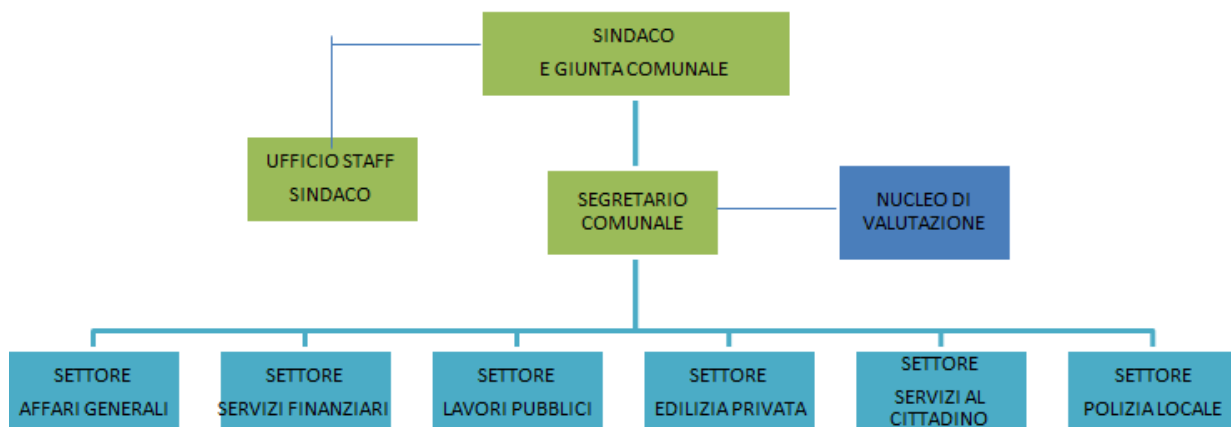 SINDACO
E GIUNTA COMUNALE
UFFICIO STAFF
SINDACO
SEGRETARIO
COMUNALE
NUCLEO DI
VALUTAZIONE
SETTORE
AFFARI GENERALI
SETTORE
SERVIZI FINANZIARI
SETTORE
LAVORI PUBBLICI
SETTORE
EDILIZIA PRIVATA
SETTORE
SERVIZI AL
CITTADINO
SETTORE
POLIZIA LOCALE